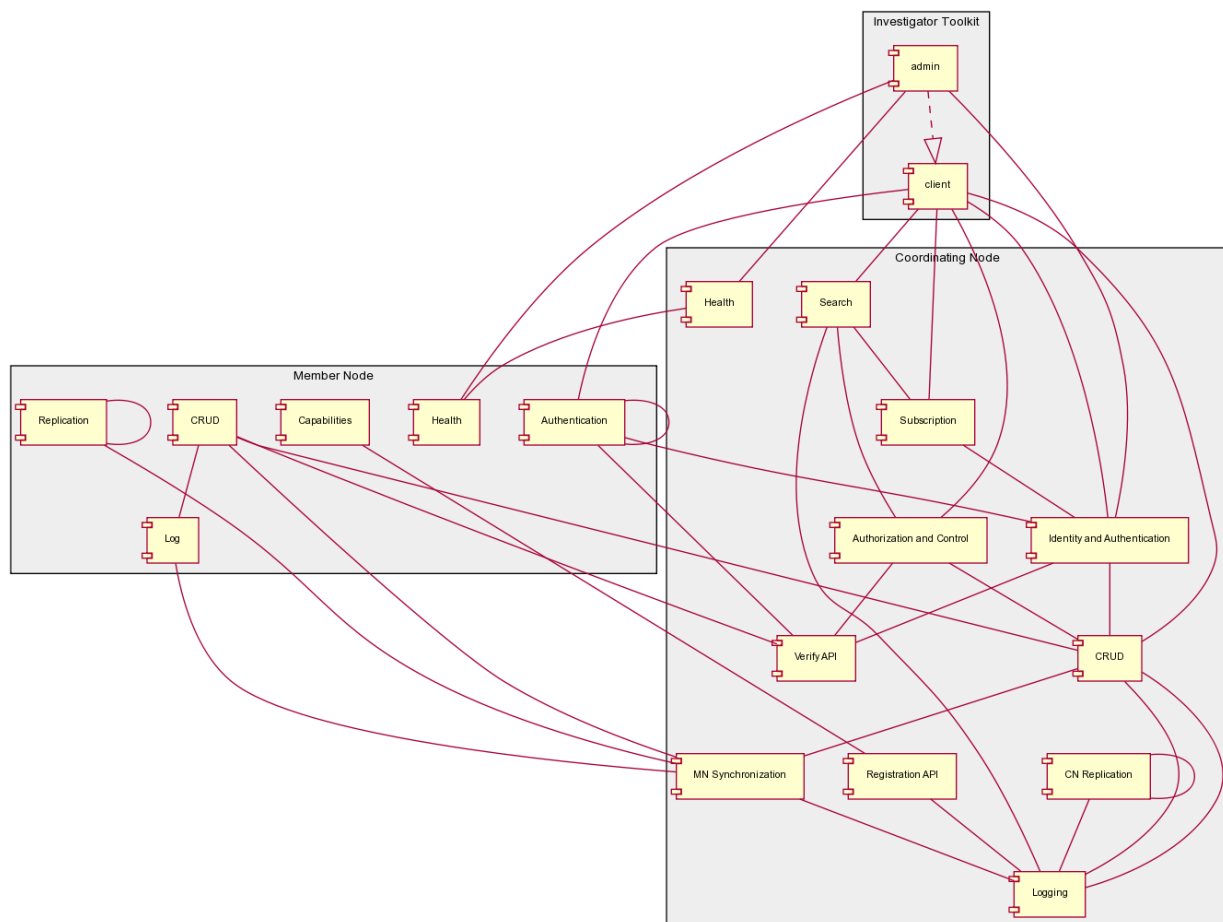 Investigator Toolkit
admin
client
Coordinating Node
Health
Search
Member Node
Replication
CRUD
Capabilities
Health
Authentication
Subscription
Log
Authorization and Control
Identity and Authentication
Verify API
CRUD
MN Synchronization
Registration API
CN Replication
Logging